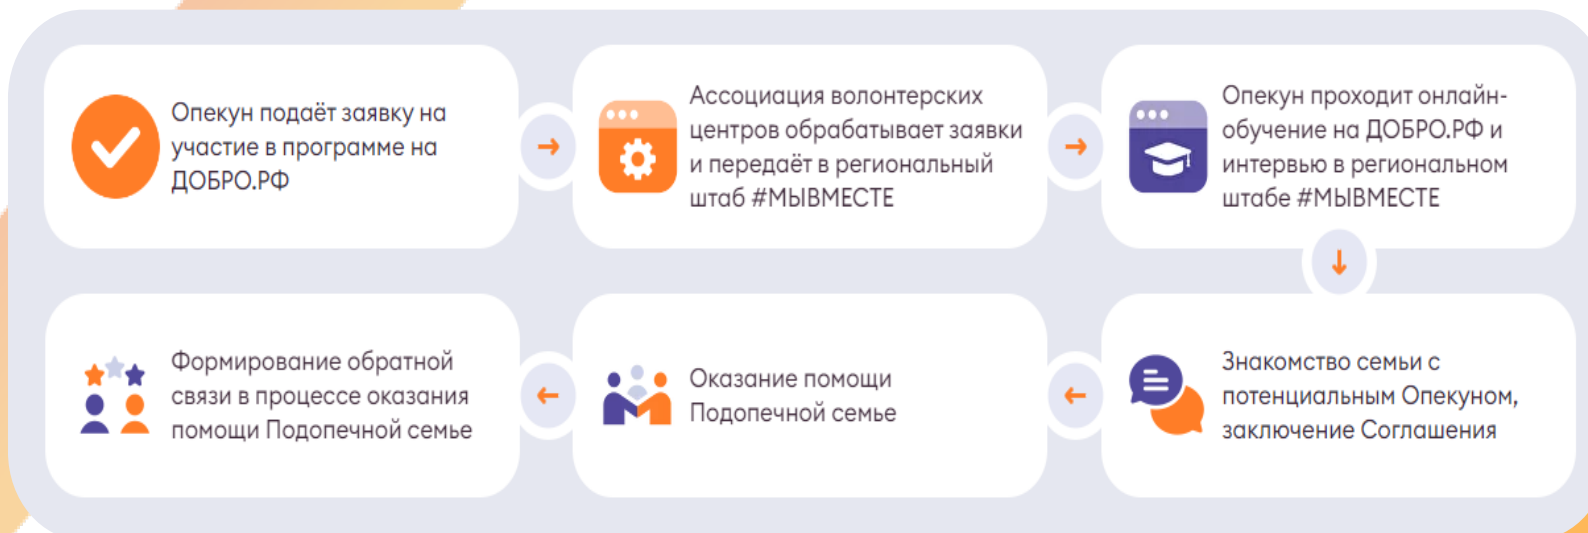 Опекун подаёт заявку на
участие в программе на
ДОБРО.РФ
Ассоциация волонтерских
центров обрабатывает заявки
и передаёт в региональный
штаб #МЫВМЕСТЕ
Опекун проходит онлайн-
обучение на ДОБРО.РФ и
интервью в региональном
штабе #МЫВМЕСТЕ
Знакомство семьи с
потенциальным Опекуном,
заключение Соглашения
Оказание помощи
Подопечной семье
Формирование обратной
связи в процессе оказания
помощи Подопечной семье